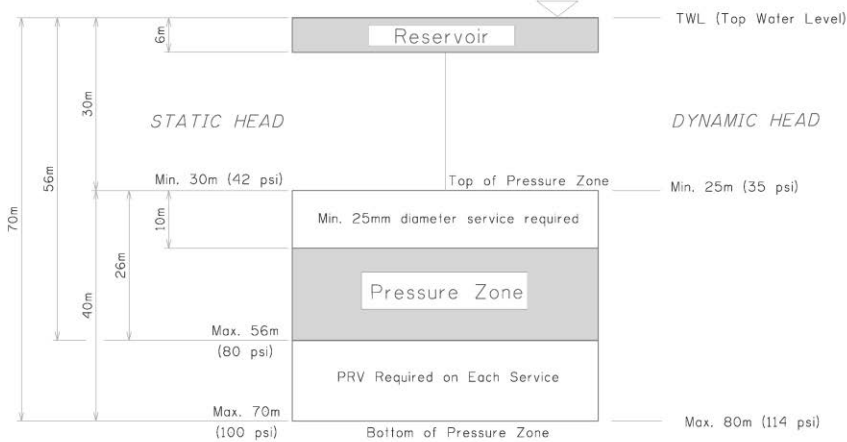 TWL (Top Water Level)
6m
Reservoir
30m
STATIC HEAD
DYNAMIC HEAD
56m
Min. 30m (42 psi)
Top of Pressure Zone
Min. 25m (35 psi)
70m
10m
Min. 25mm diameter service required
26m
40m
Pressure Zone
Max. 56m
(80 psi)
PRV Required on Each Service
Max. 70m
(100 psi)
Bottom of Pressure Zone
Max. 80m (114 psi)